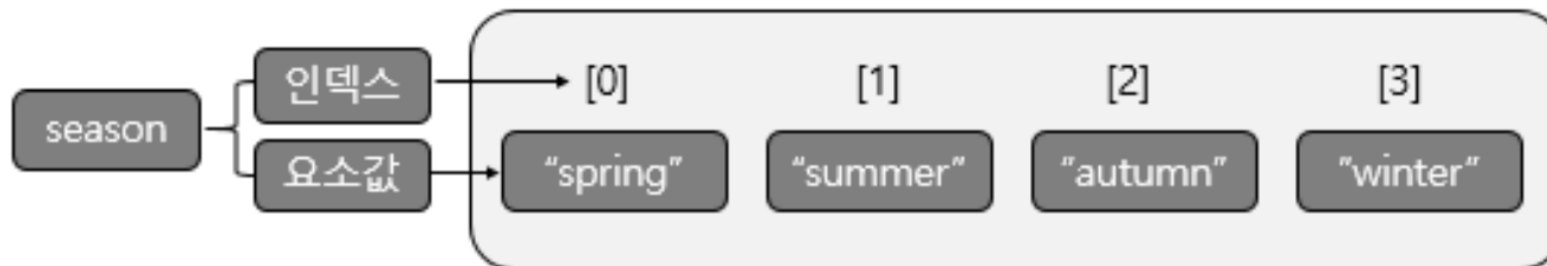 인덱스 [0] [1] [2] [3]
season
요소값 “spring” “summer” ”autumn” ”winter”